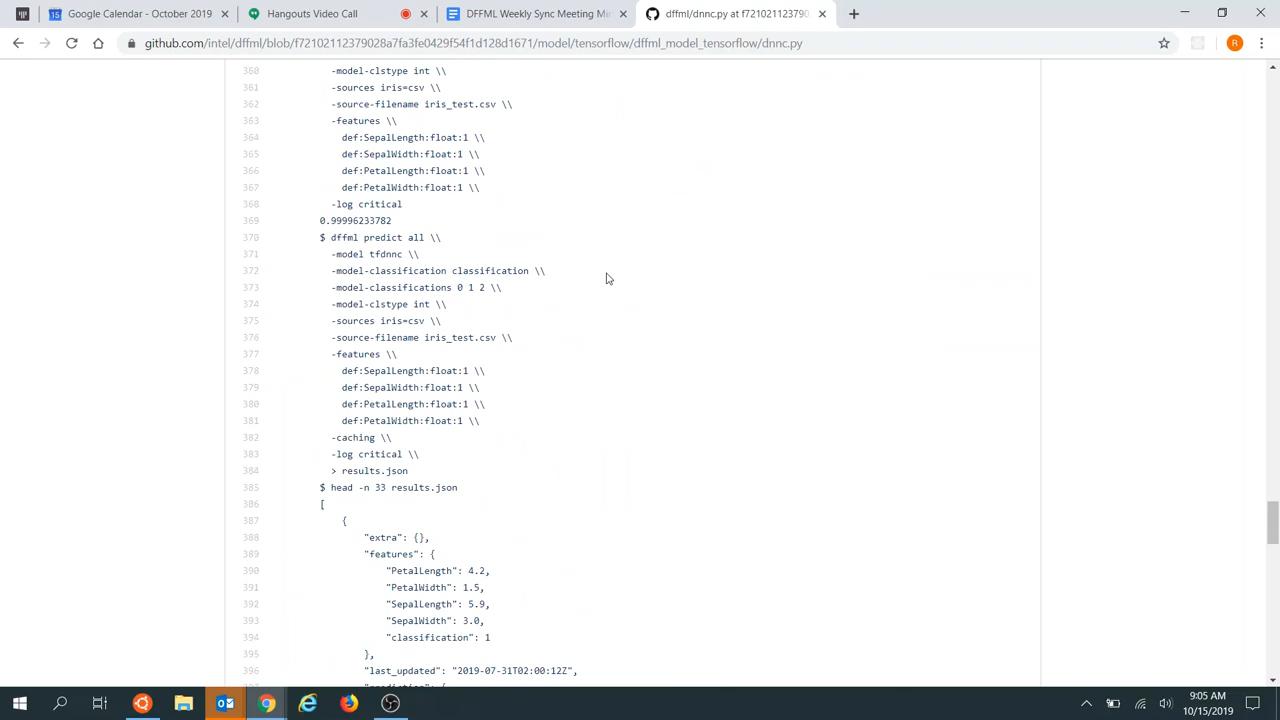 Google Calendar - October 2019
Hangouts Video Call
DFFML Weekly Sync Meeting Mi
dffml/dnnc.py at f721021123790
github.com/intel/dffml/blob/f72102112379028a7fa3fe0429f54f1d128d1671/model/tensorflow/dffml_model_tensorflow/dnnc.py
R
360 -model-clstype int \\
361 -sources iris=csv \\
362 -source-filename iris_test.csv \\
363 -features \\
364 def:SepalLength:float:1 \\
365 def:SepalWidth:float:1 \\
366 def:PetalLength:float:1 \\
367 def:PetalWidth:float:1 \\
368 -log critical
369 0.99996233782
370 $ dffml predict all \\
371 -model tfdnnc \\
372 -model-classification classification \\
373 -model-classifications 0 1 2 \\
374 -model-clstype int \\
375 -sources iris=csv \\
376 -source-filename iris_test.csv \\
377 -features \\
378 def:SepalLength:float:1 \\
379 def:SepalWidth:float:1 \\
380 def:PetalLength:float:1 \\
381 def:PetalWidth:float:1 \\
382 -caching \\
383 -log critical \\
384 > results.json
385 $ head -n 33 results.json
386 [
387 {
388 "extra": {},
389 "features": {
390 "PetalLength": 4.2,
391 "PetalWidth": 1.5,
392 "SepalLength": 5.9,
393 "SepalWidth": 3.0,
394 "classification": 1
395 },
396 "last_updated": "2019-07-31T02:00:12Z",
9:05 AM
10/15/2019